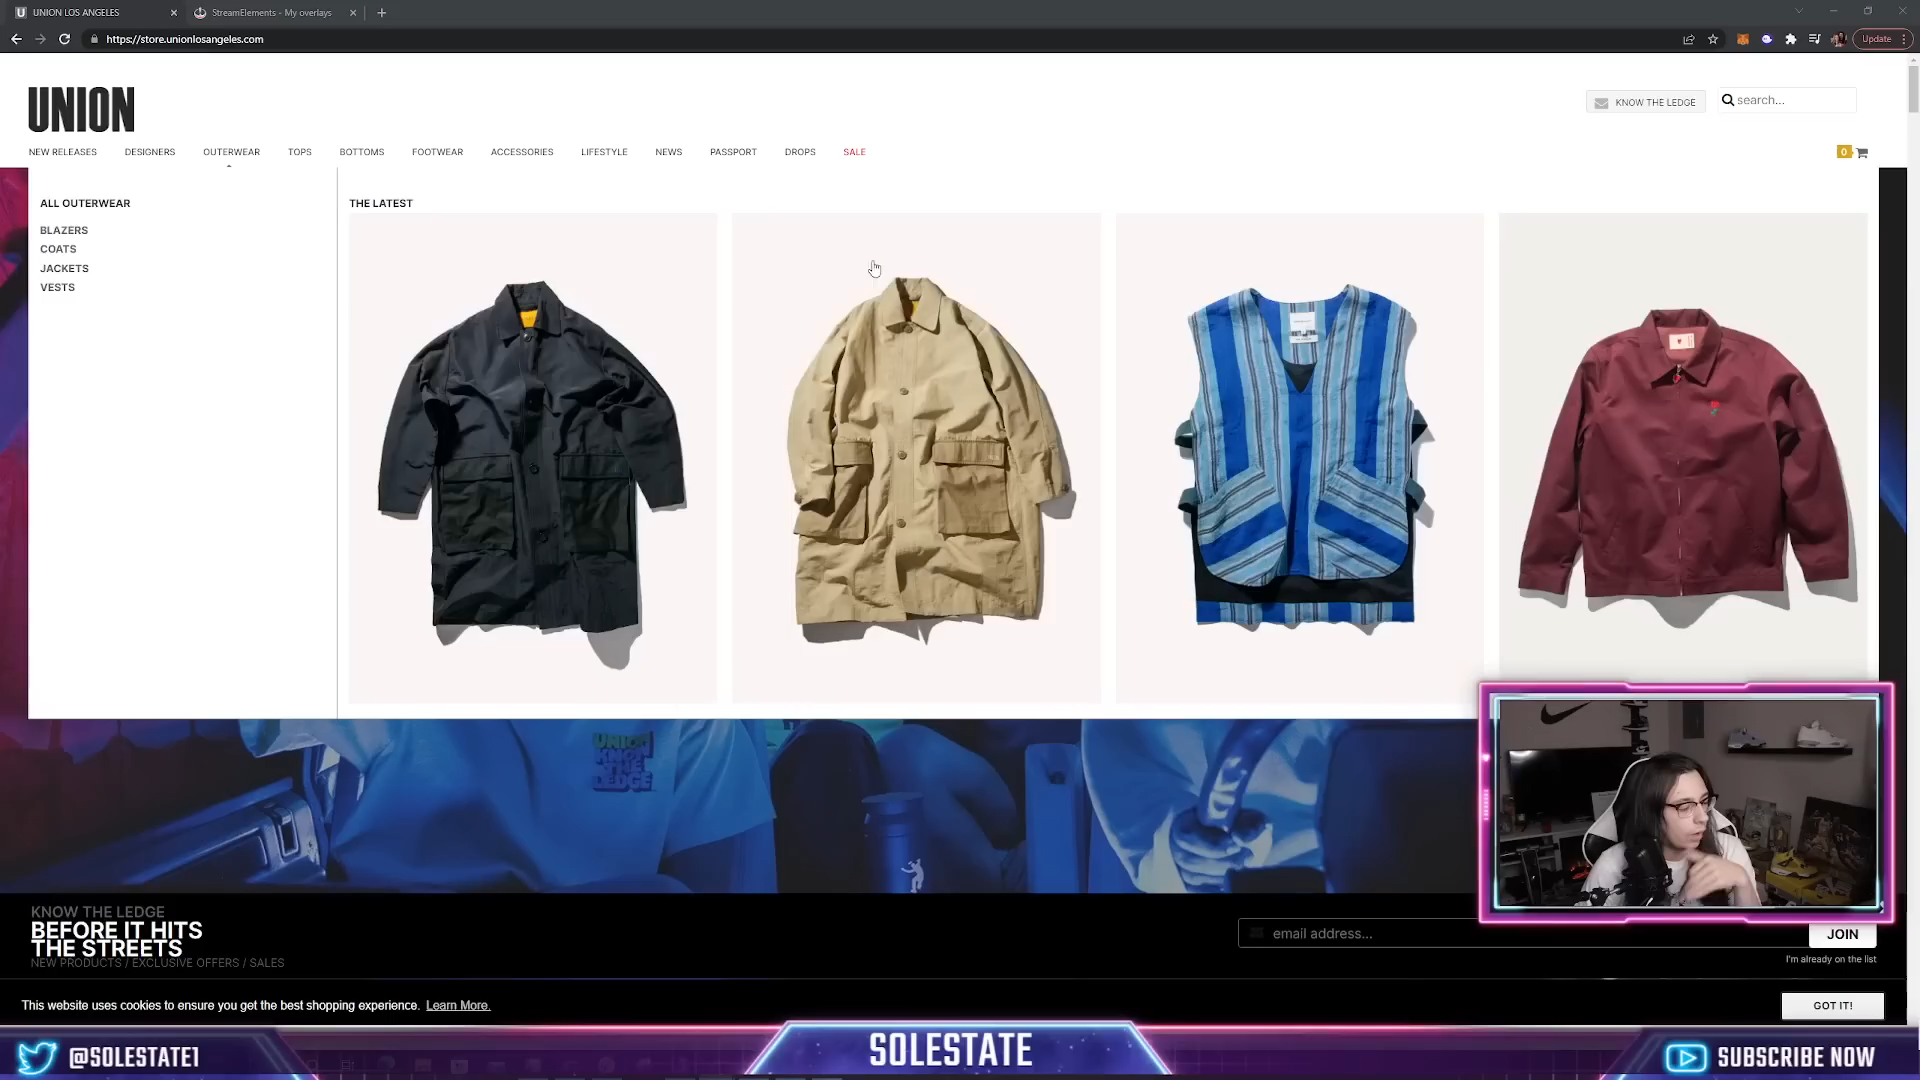 UNION LOS ANGELES
StreamElements - My overlays
https://store.unionlosangeles.com
Update
UNION
KNOW THE LEDGE
search...
NEW RELEASES
DESIGNERS
OUTERWEAR
TOPS
BOTTOMS
FOOTWEAR
ACCESSORIES
LIFESTYLE
NEWS
PASSPORT
DROPS
SALE
0
ALL OUTERWEAR
BLAZERS
COATS
JACKETS
VESTS
THE LATEST
UNION
KNOW
THE
LEDGE
KNOW THE LEDGE
BEFORE IT HITS
THE STREETS
NEW PRODUCTS / EXCLUSIVE OFFERS / SALES
email address...
JOIN
I'm already on the list
This website uses cookies to ensure you get the best shopping experience. Learn More.
GOT IT!
@SOLESTATE1
SOLESTATE
SUBSCRIBE NOW